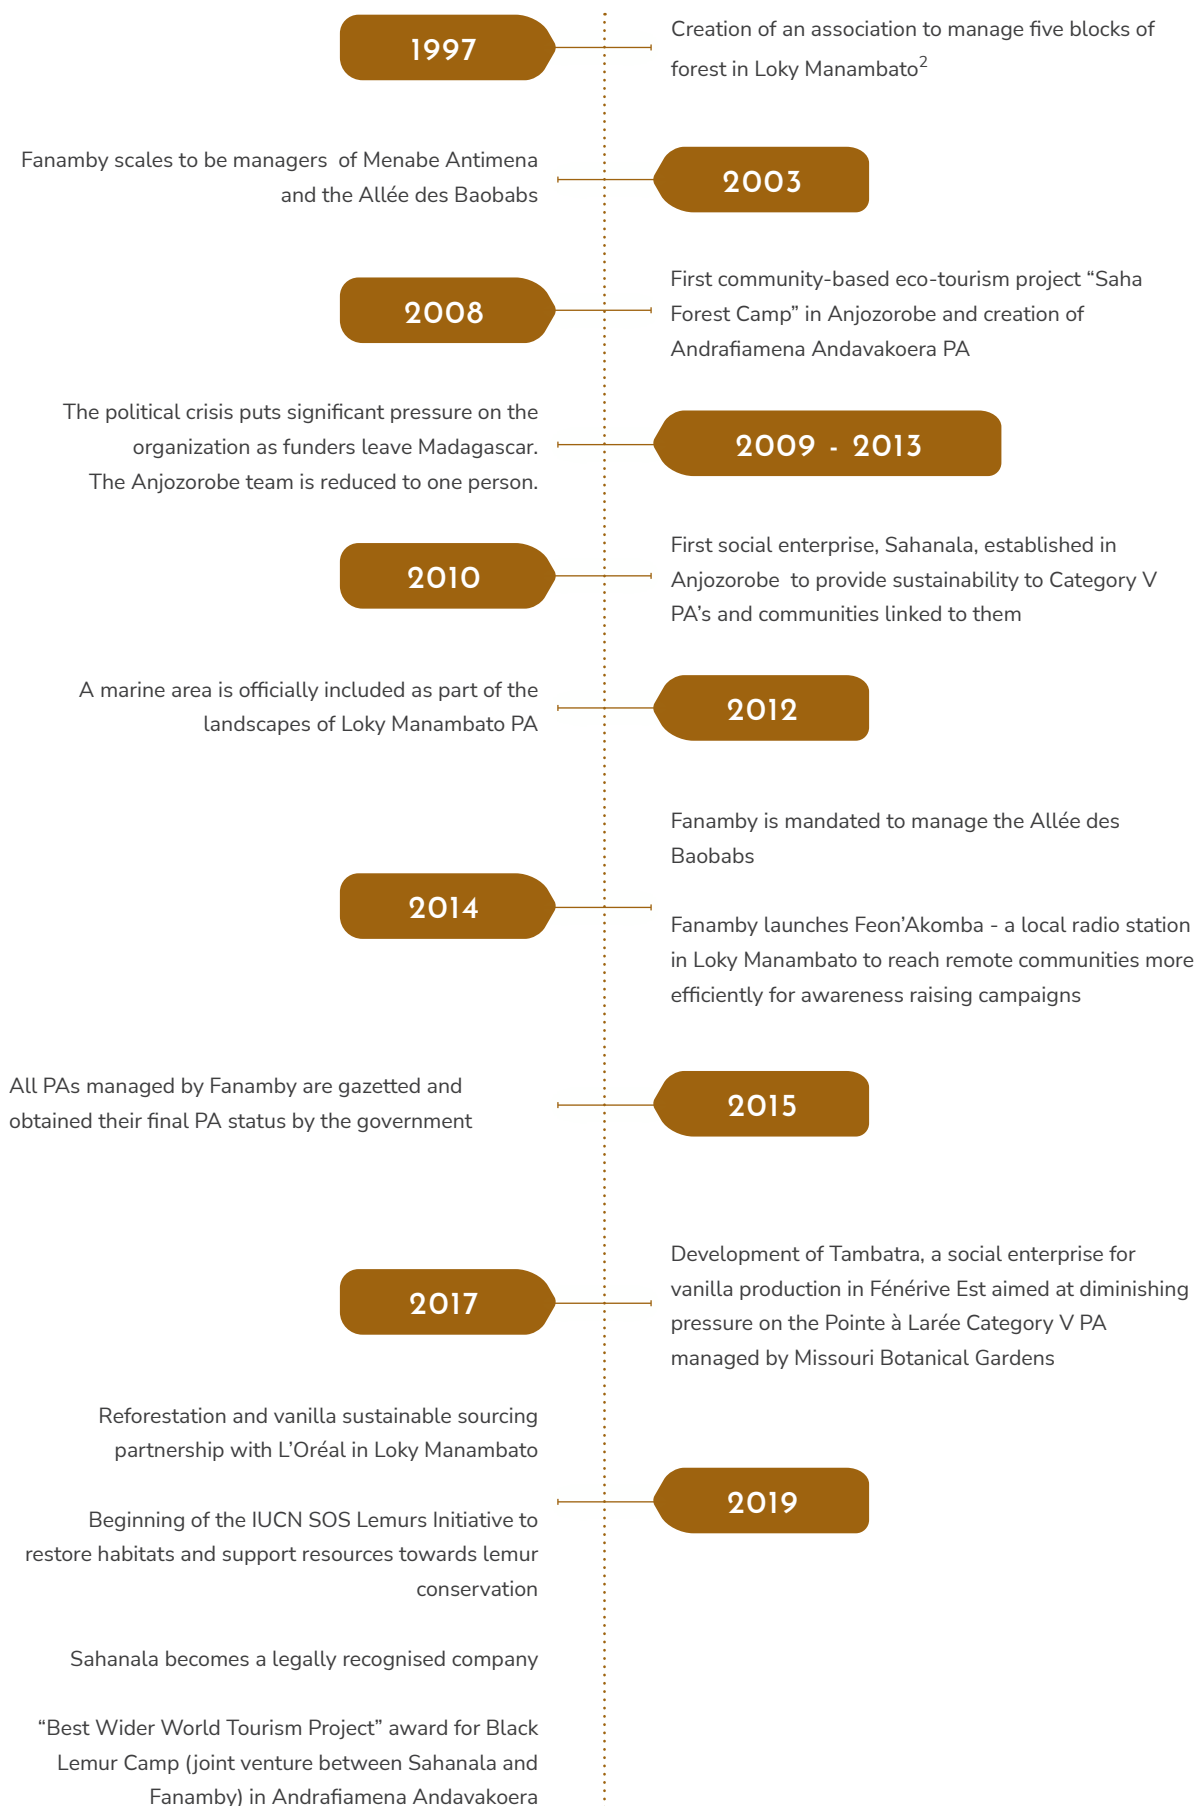 1997
Creation of an association to manage five blocks of
forest in Loky Manambato2
Fanamby scales to be managers  of Menabe Antimena
and the Allée des Baobabs
2003
2008
First community-based eco-tourism project “Saha
Forest Camp” in Anjozorobe and creation of
Andrafiamena Andavakoera PA
The political crisis puts significant pressure on the
organization as funders leave Madagascar.
The Anjozorobe team is reduced to one person.
2009 - 2013
2010
First social enterprise, Sahanala, established in
Anjozorobe  to provide sustainability to Category V
PA’s and communities linked to them
A marine area is officially included as part of the
landscapes of Loky Manambato PA
2012
2014
Fanamby is mandated to manage the Allée des
Baobabs
Fanamby launches Feon’Akomba - a local radio station
in Loky Manambato to reach remote communities more
efficiently for awareness raising campaigns
All PAs managed by Fanamby are gazetted and
obtained their final PA status by the government
2015
2017
Development of Tambatra, a social enterprise for
vanilla production in Fénérive Est aimed at diminishing
pressure on the Pointe à Larée Category V PA
managed by Missouri Botanical Gardens
Reforestation and vanilla sustainable sourcing
partnership with L’Oréal in Loky Manambato
2019
Beginning of the IUCN SOS Lemurs Initiative to
restore habitats and support resources towards lemur
conservation
Sahanala becomes a legally recognised company
“Best Wider World Tourism Project” award for Black
Lemur Camp (joint venture between Sahanala and
Fanamby) in Andrafiamena Andavakoera